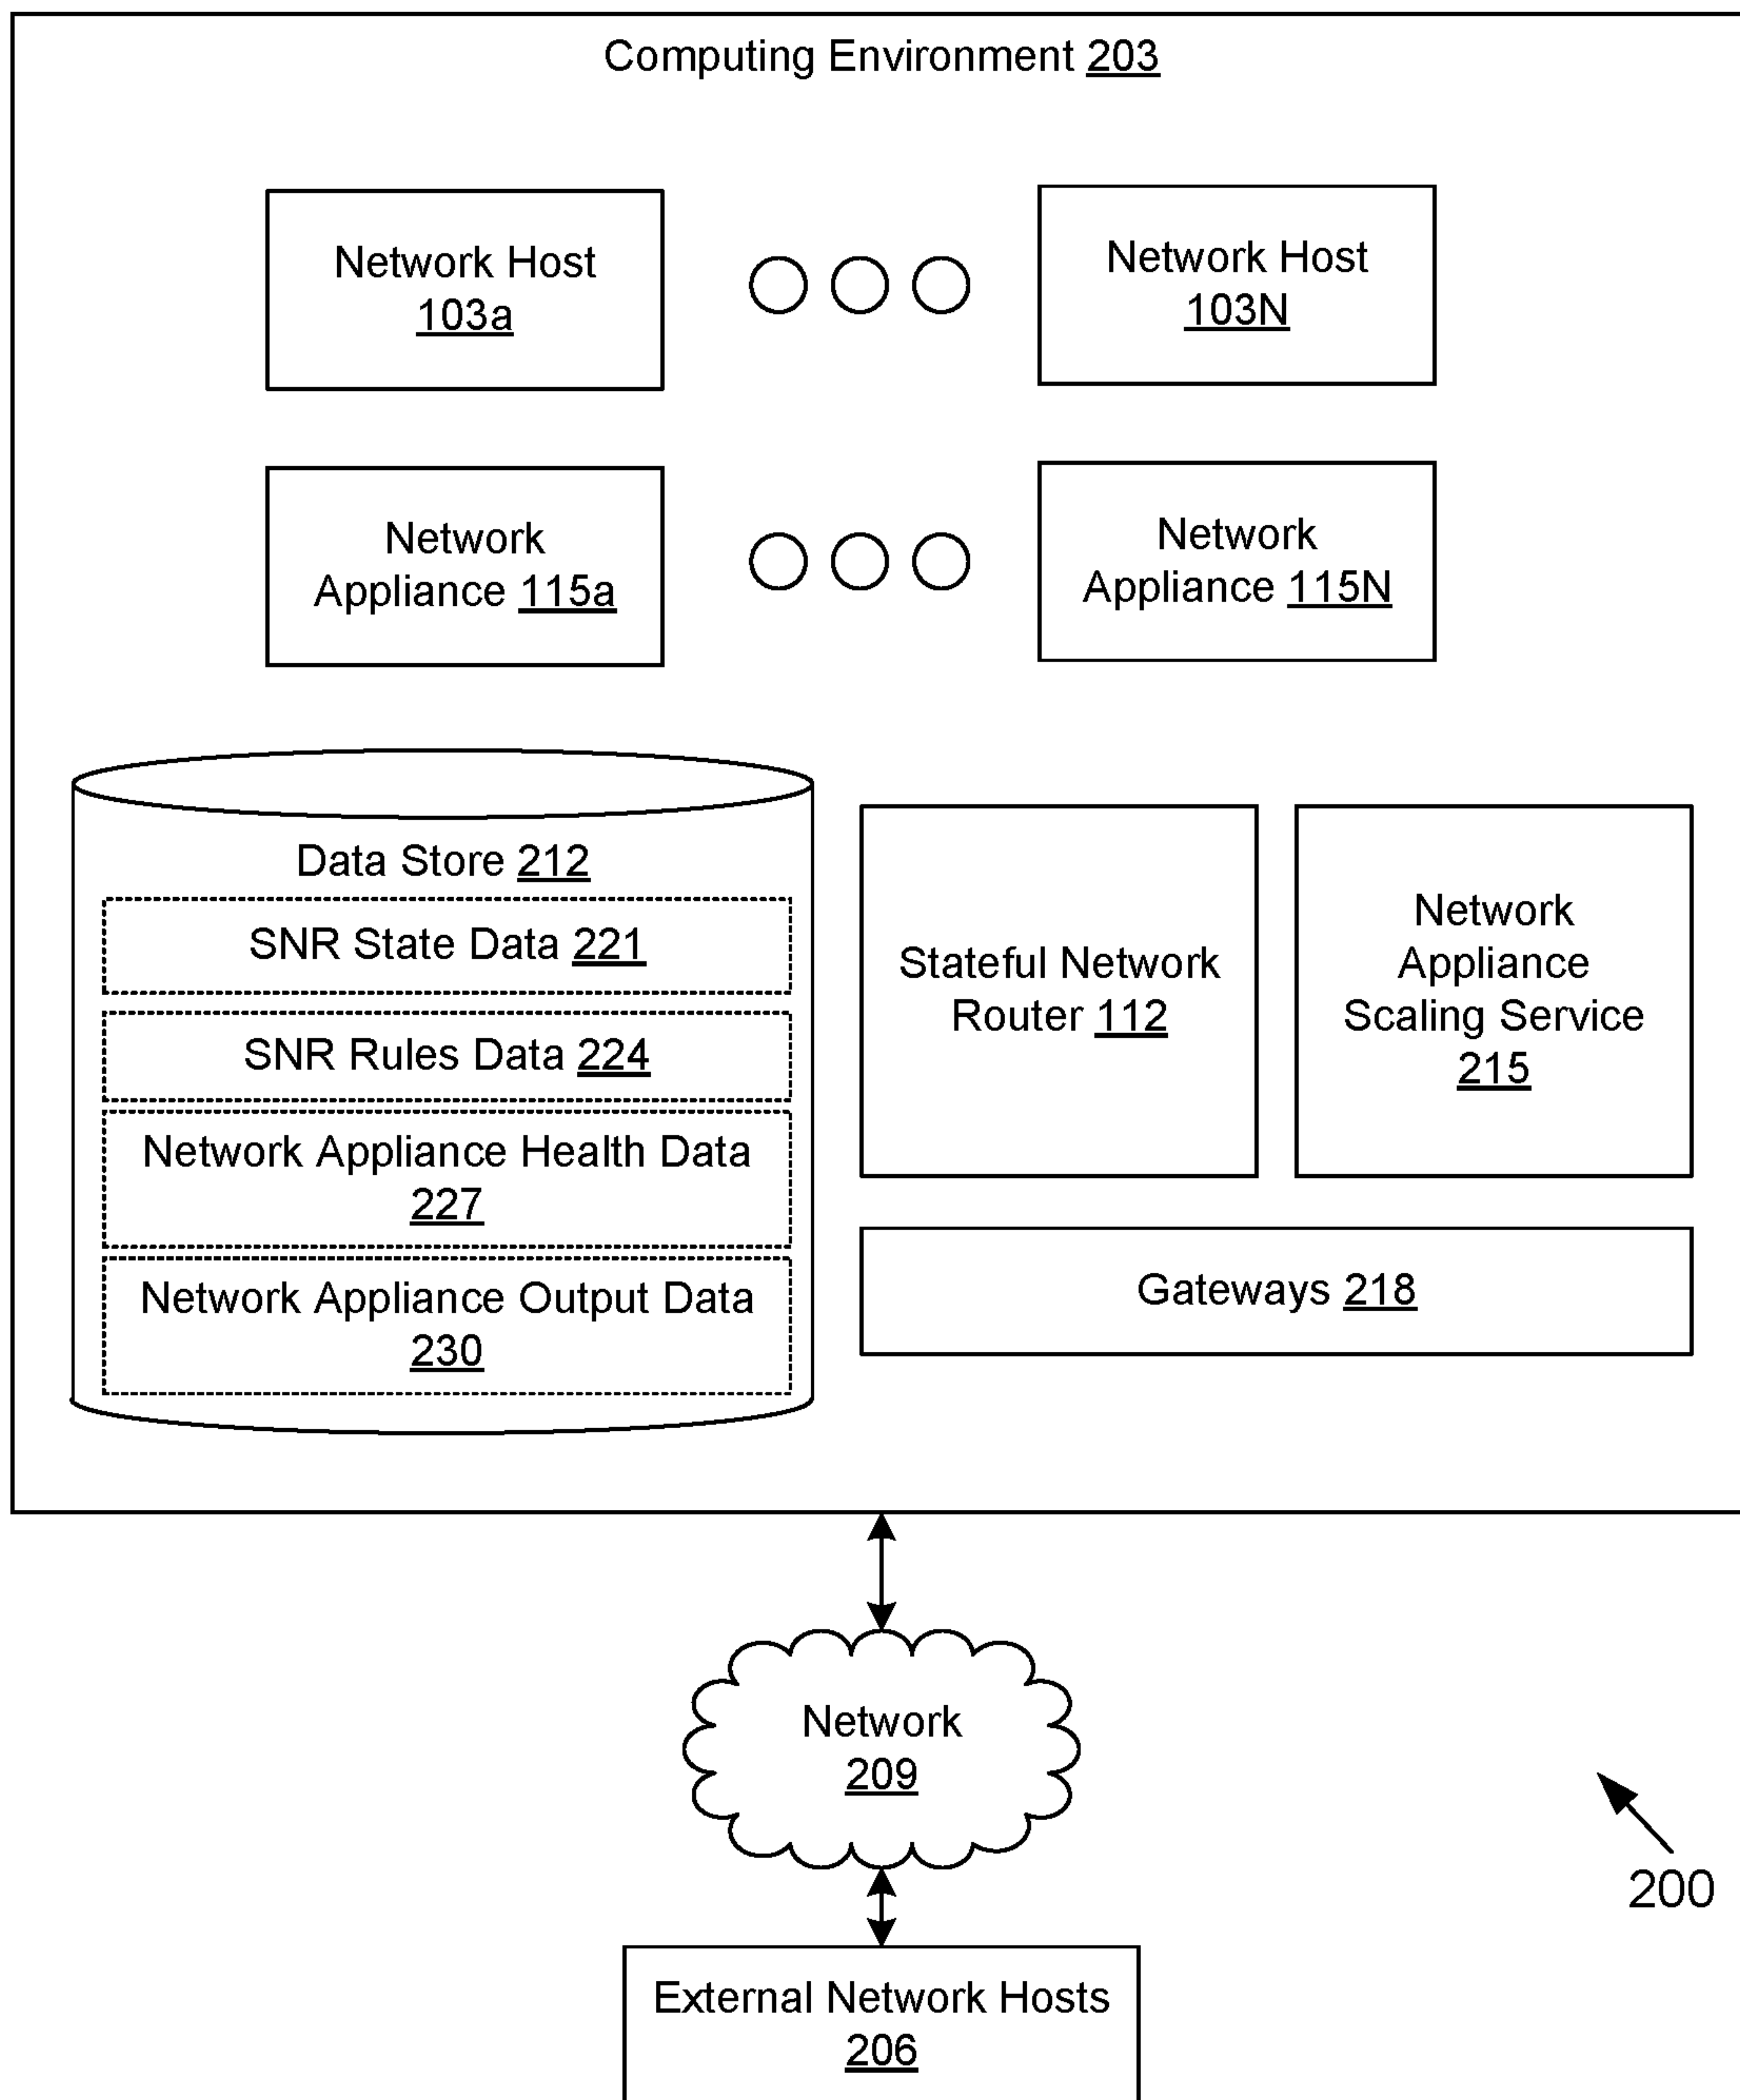 Computing Environment 203
Network Host
103a
Network Host
103N
Network
Appliance 115a
Network
Appliance 115N
Data Store 212
SNR State Data 221
SNR Rules Data 224
Network Appliance Health Data
227
Network Appliance Output Data
230
Stateful Network
Router 112
Network
Appliance
Scaling Service
215
Gateways 218
Network
209
200
External Network Hosts
206